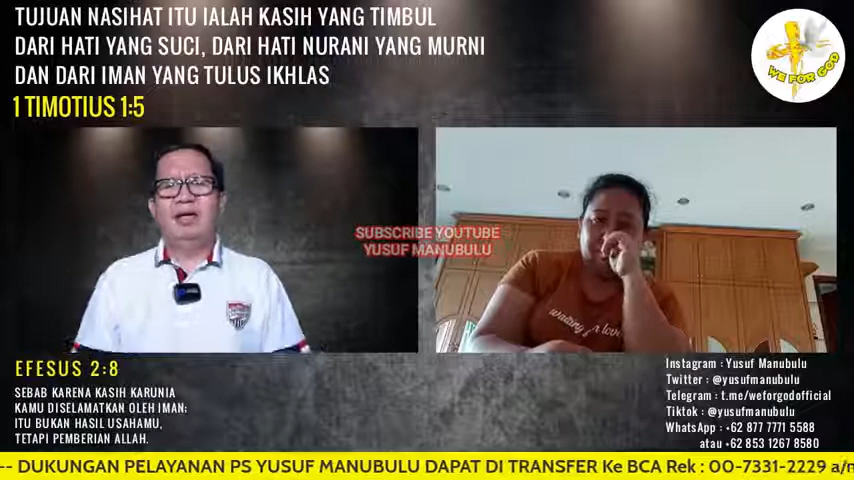 TUJUAN NASIHAT ITU IALAH KASIH YANG TIMBUL
DARI HATI YANG SUCI, DARI HATI NURANI YANG MURNI
DAN DARI IMAN YANG TULUS IKHLAS
1 TIMOTIUS 1:5
WE FOR GOD
SUBSCRIBE YOUTUBE
YUSUF MANUBULU
waiting for love
EFESUS 2:8
SEBAB KARENA KASIH KARUNIA
KAMU DISELAMATKAN OLEH IMAN;
ITU BUKAN HASIL USAHAMU,
TETAPI PEMBERIAN ALLAH.
Instagram : Yusuf Manubulu
Twitter : @yusufmanubulu
Telegram : t.me/weforgodofficial
Tiktok : @yusufmanubulu
WhatsApp : +62 877 7771 5588
atau +62 853 1267 8580
-- DUKUNGAN PELAYANAN PS YUSUF MANUBULU DAPAT DI TRANSFER Ke BCA Rek : 00-7331-2229 a/n